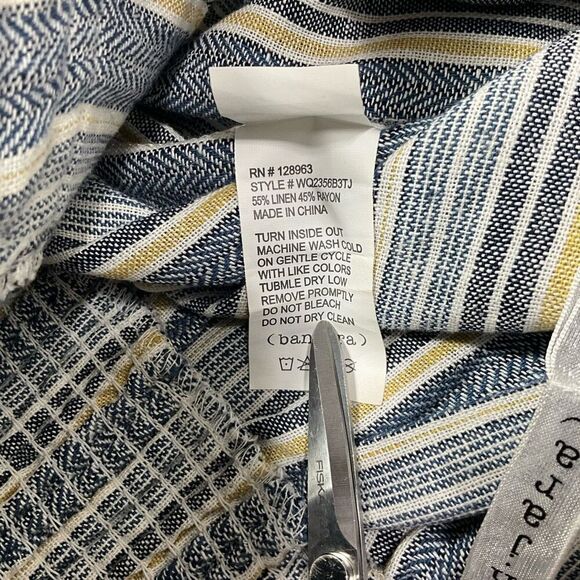 RN # 128963
STYLE # WQ2356B3TJ
55% LINEN 45% RAYON
MADE IN CHINA
TURN INSIDE OUT
MACHINE WASH COLD
ON GENTLE CYCLE
WITH LIKE COLORS
TUBMLE DRY LOW
REMOVE PROMPTLY
DO NOT BLEACH
DO NOT DRY CLEAN